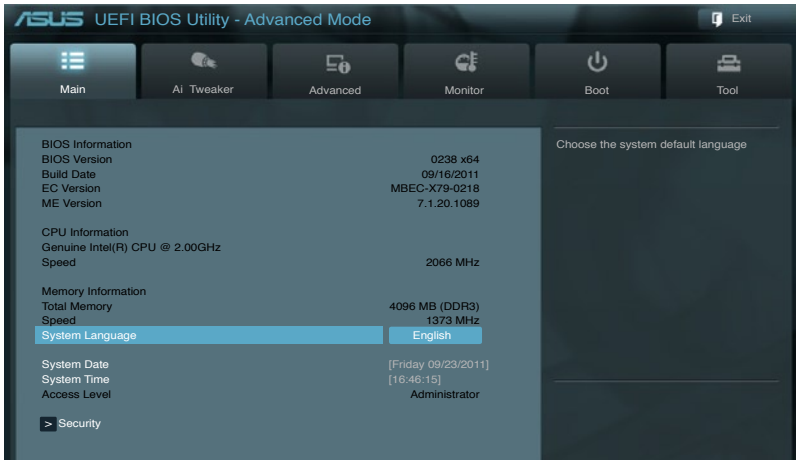 ASUS UEFI BIOS Utility - Advanced Mode
Exit
Main
Ai Tweaker
Advanced
Monitor
Boot
Tool
Choose the system default language
BIOS Information
BIOS Version 0238 x64
Build Date 09/16/2011
EC Version MBEC-X79-0218
ME Version 7.1.20.1089
CPU Information
Genuine Intel(R) CPU @ 2.00GHz
Speed 2066 MHz
Memory Information
Total Memory 4096 MB (DDR3)
Speed 1373 MHz
System Language English
System Date [Friday 09/23/2011]
System Time [16:46:15]
Access Level Administrator
> Security